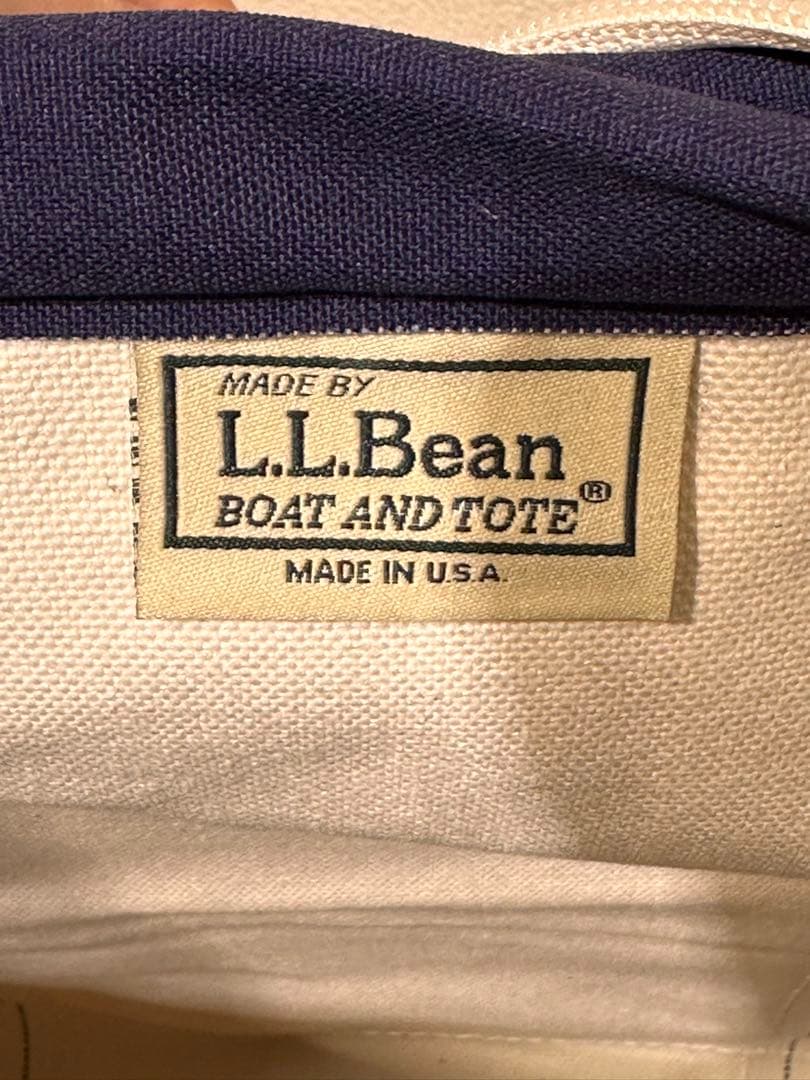 MADE BY
L.L.Bean
BOAT AND TOTE®
MADE IN U.S.A.